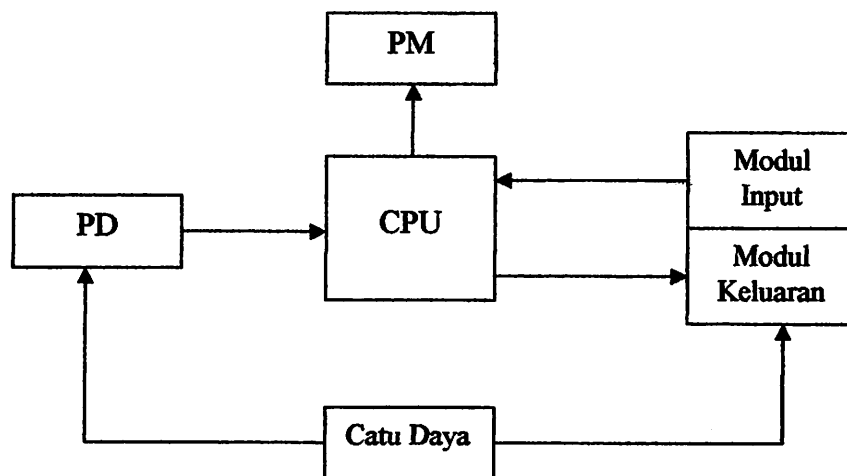 PM
Modul
Input
CPU
PD
Modul
Keluaran
Catu Daya